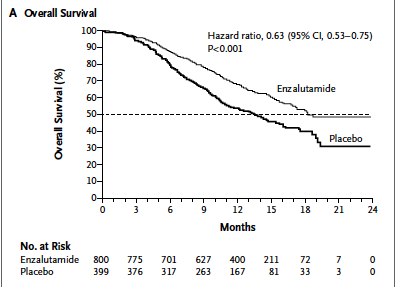 A Overall Survival
Hazard ratio, 0.63 (95% CI, 0.53–0.75)
P<0.001
Overall Survival (%)
100
90
80
70
60
50
40
30
20
10
0
Enzalutamide
Placebo
0 3 6 9 12 15 18 21 24
Months
No. at Risk
Enzalutamide 800 775 701 627 400 211 72 7 0
Placebo 399 376 317 263 167 81 33 3 0